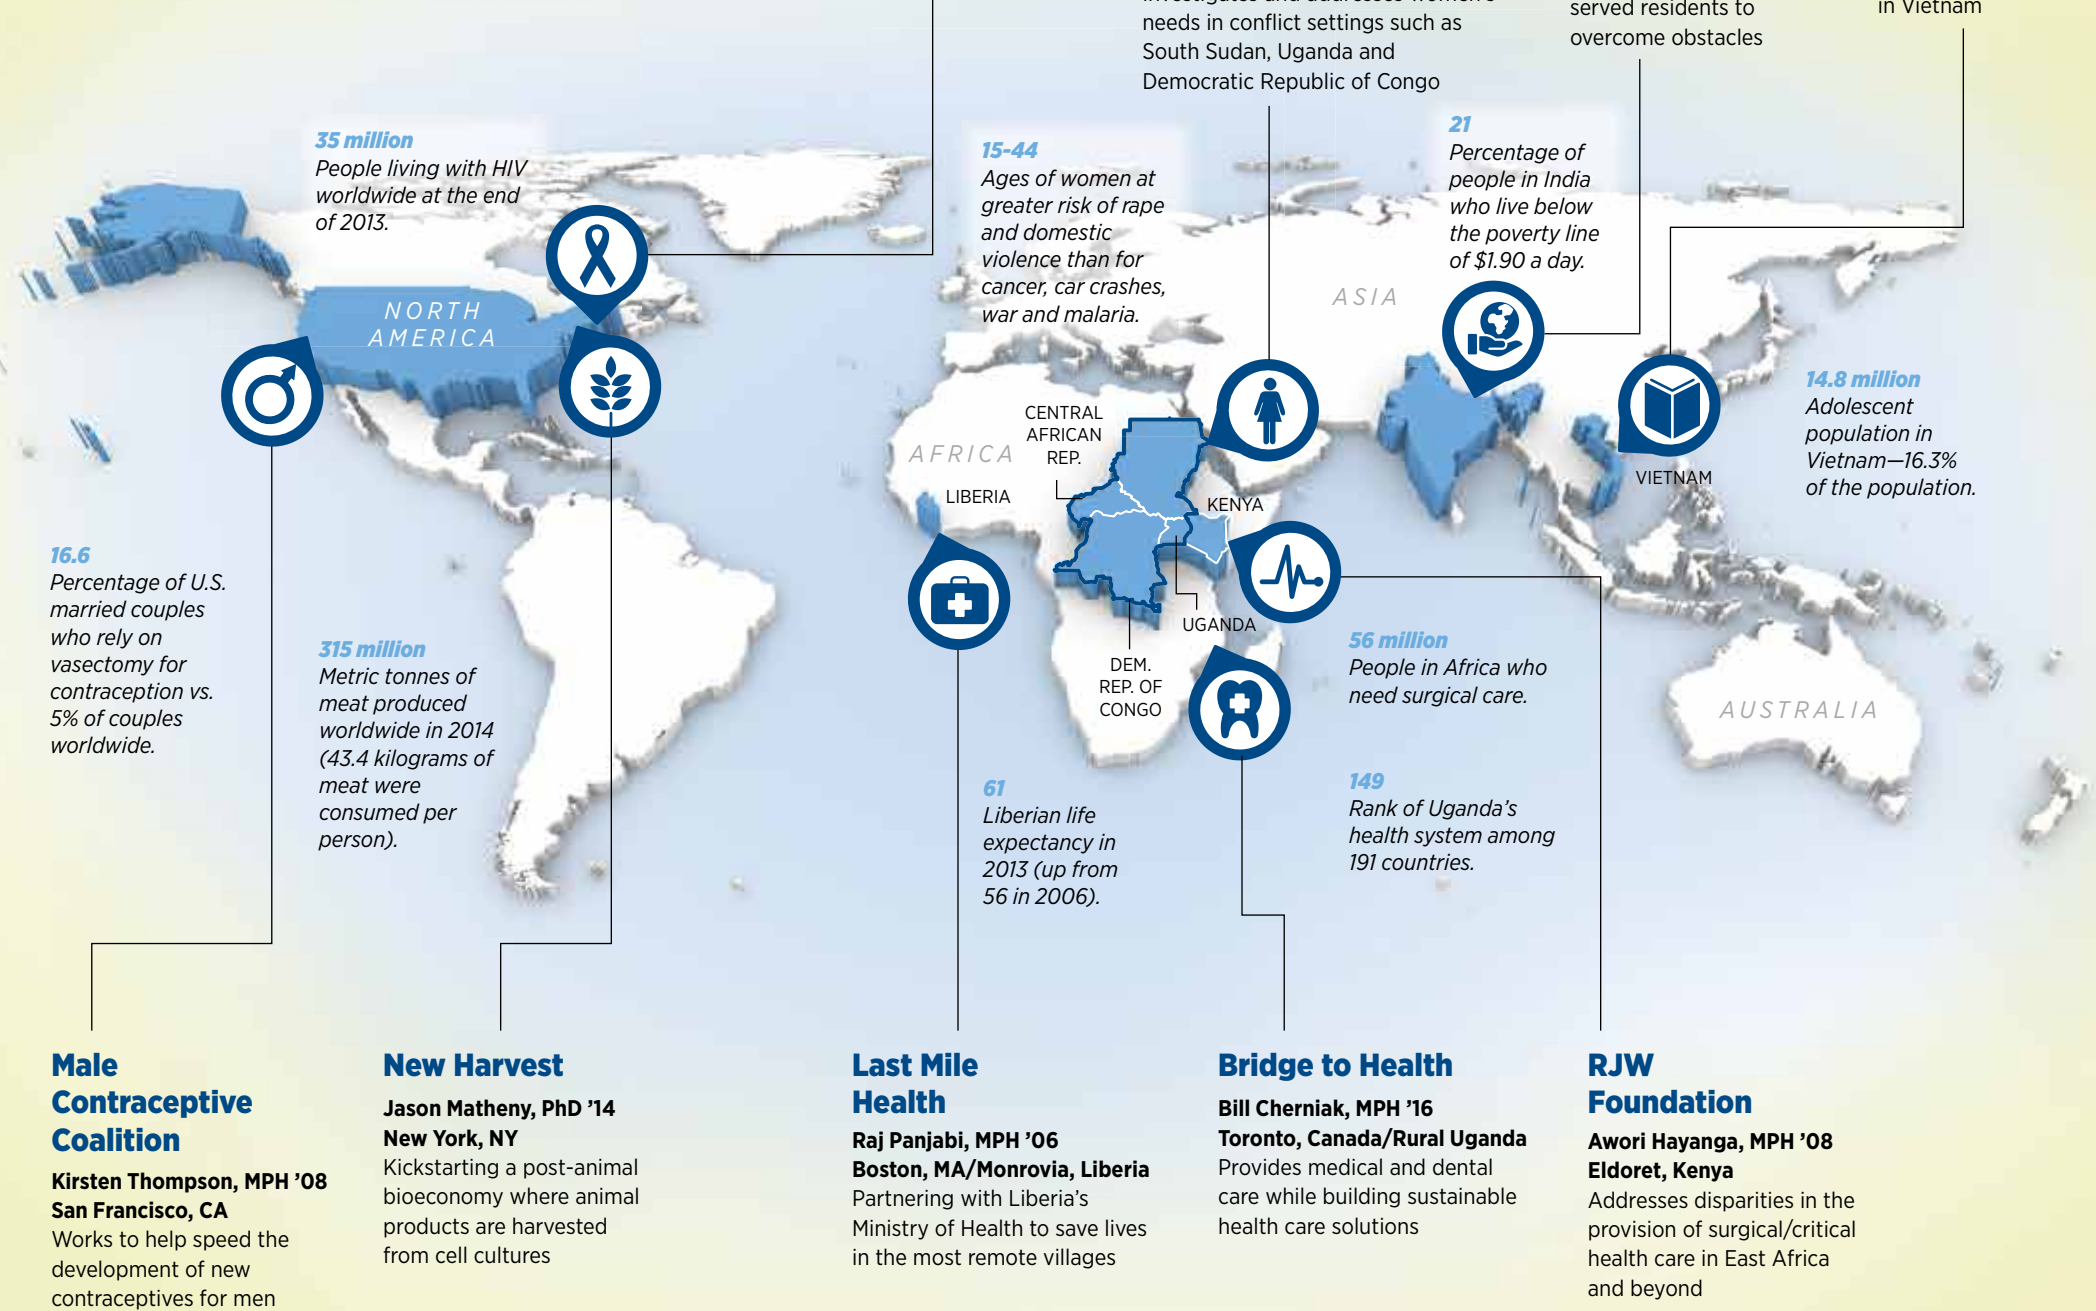 needs in conflict settings such as
South Sudan, Uganda and
Democratic Republic of Congo
served residents to
overcome obstacles
in Vietnam
35 million
People living with HIV
worldwide at the end
of 2013.
15-44
Ages of women at
greater risk of rape
and domestic
violence than for
cancer, car crashes,
war and malaria.
21
Percentage of
people in India
who live below
the poverty line
of $1.90 a day.
NORTH
AMERICA
ASIA
AFRICA
CENTRAL
AFRICAN
REP.
LIBERIA
KENYA
UGANDA
DEM.
REP. OF
CONGO
VIETNAM
AUSTRALIA
14.8 million
Adolescent
population in
Vietnam—16.3%
of the population.
16.6
Percentage of U.S.
married couples
who rely on
vasectomy for
contraception vs.
5% of couples
worldwide.
315 million
Metric tonnes of
meat produced
worldwide in 2014
(43.4 kilograms of
meat were
consumed per
person).
61
Liberian life
expectancy in
2013 (up from
56 in 2006).
56 million
People in Africa who
need surgical care.
149
Rank of Uganda’s
health system among
191 countries.
Male
Contraceptive
Coalition
Kirsten Thompson, MPH ’08
San Francisco, CA
Works to help speed the
development of new
contraceptives for men
New Harvest
Jason Matheny, PhD ’14
New York, NY
Kickstarting a post-animal
bioeconomy where animal
products are harvested
from cell cultures
Last Mile
Health
Raj Panjabi, MPH ’06
Boston, MA/Monrovia, Liberia
Partnering with Liberia’s
Ministry of Health to save lives
in the most remote villages
Bridge to Health
Bill Cherniak, MPH ’16
Toronto, Canada/Rural Uganda
Provides medical and dental
care while building sustainable
health care solutions
RJW
Foundation
Awori Hayanga, MPH ’08
Eldoret, Kenya
Addresses disparities in the
provision of surgical/critical
health care in East Africa
and beyond